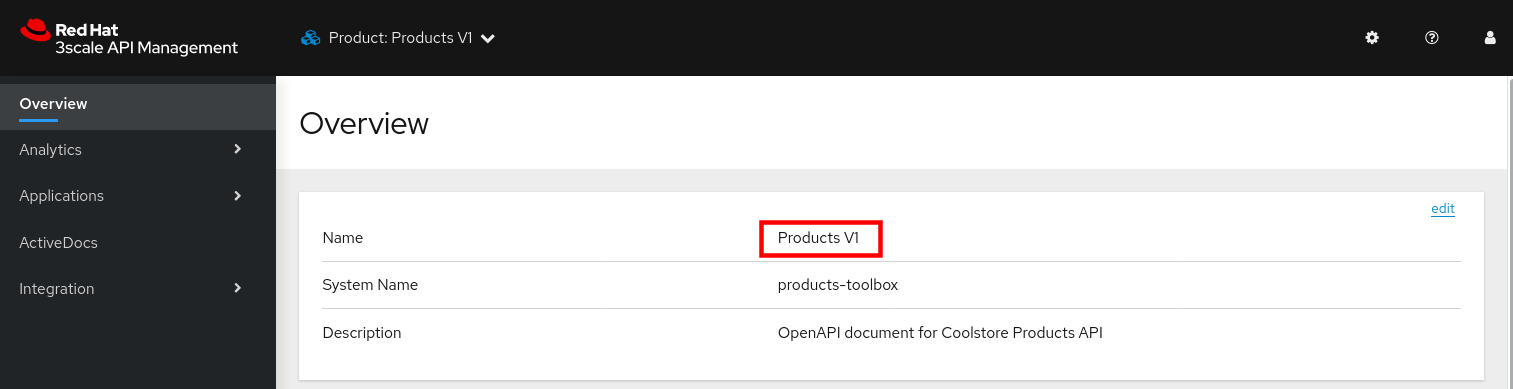 Red Hat
3scale API Management
Product: Products V1
Overview
Analytics
Applications
ActiveDocs
Integration
Overview
edit
Name Products V1
System Name products-toolbox
Description OpenAPI document for Coolstore Products API